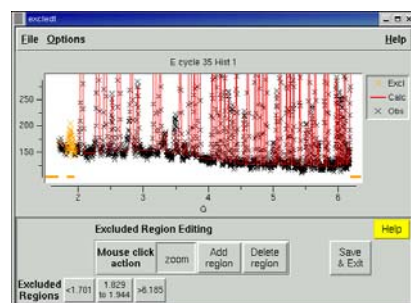 excledt
File Options Help
E cycle 35 Hist 1
Excl
Calc
Obs
250
200
150
2 3 4 5 6
Q
Excluded Region Editing
Help
Mouse click action
zoom
Add region
Delete region
Save & Exit
Excluded Regions
<1.701
1.829 to 1.944
>6.185